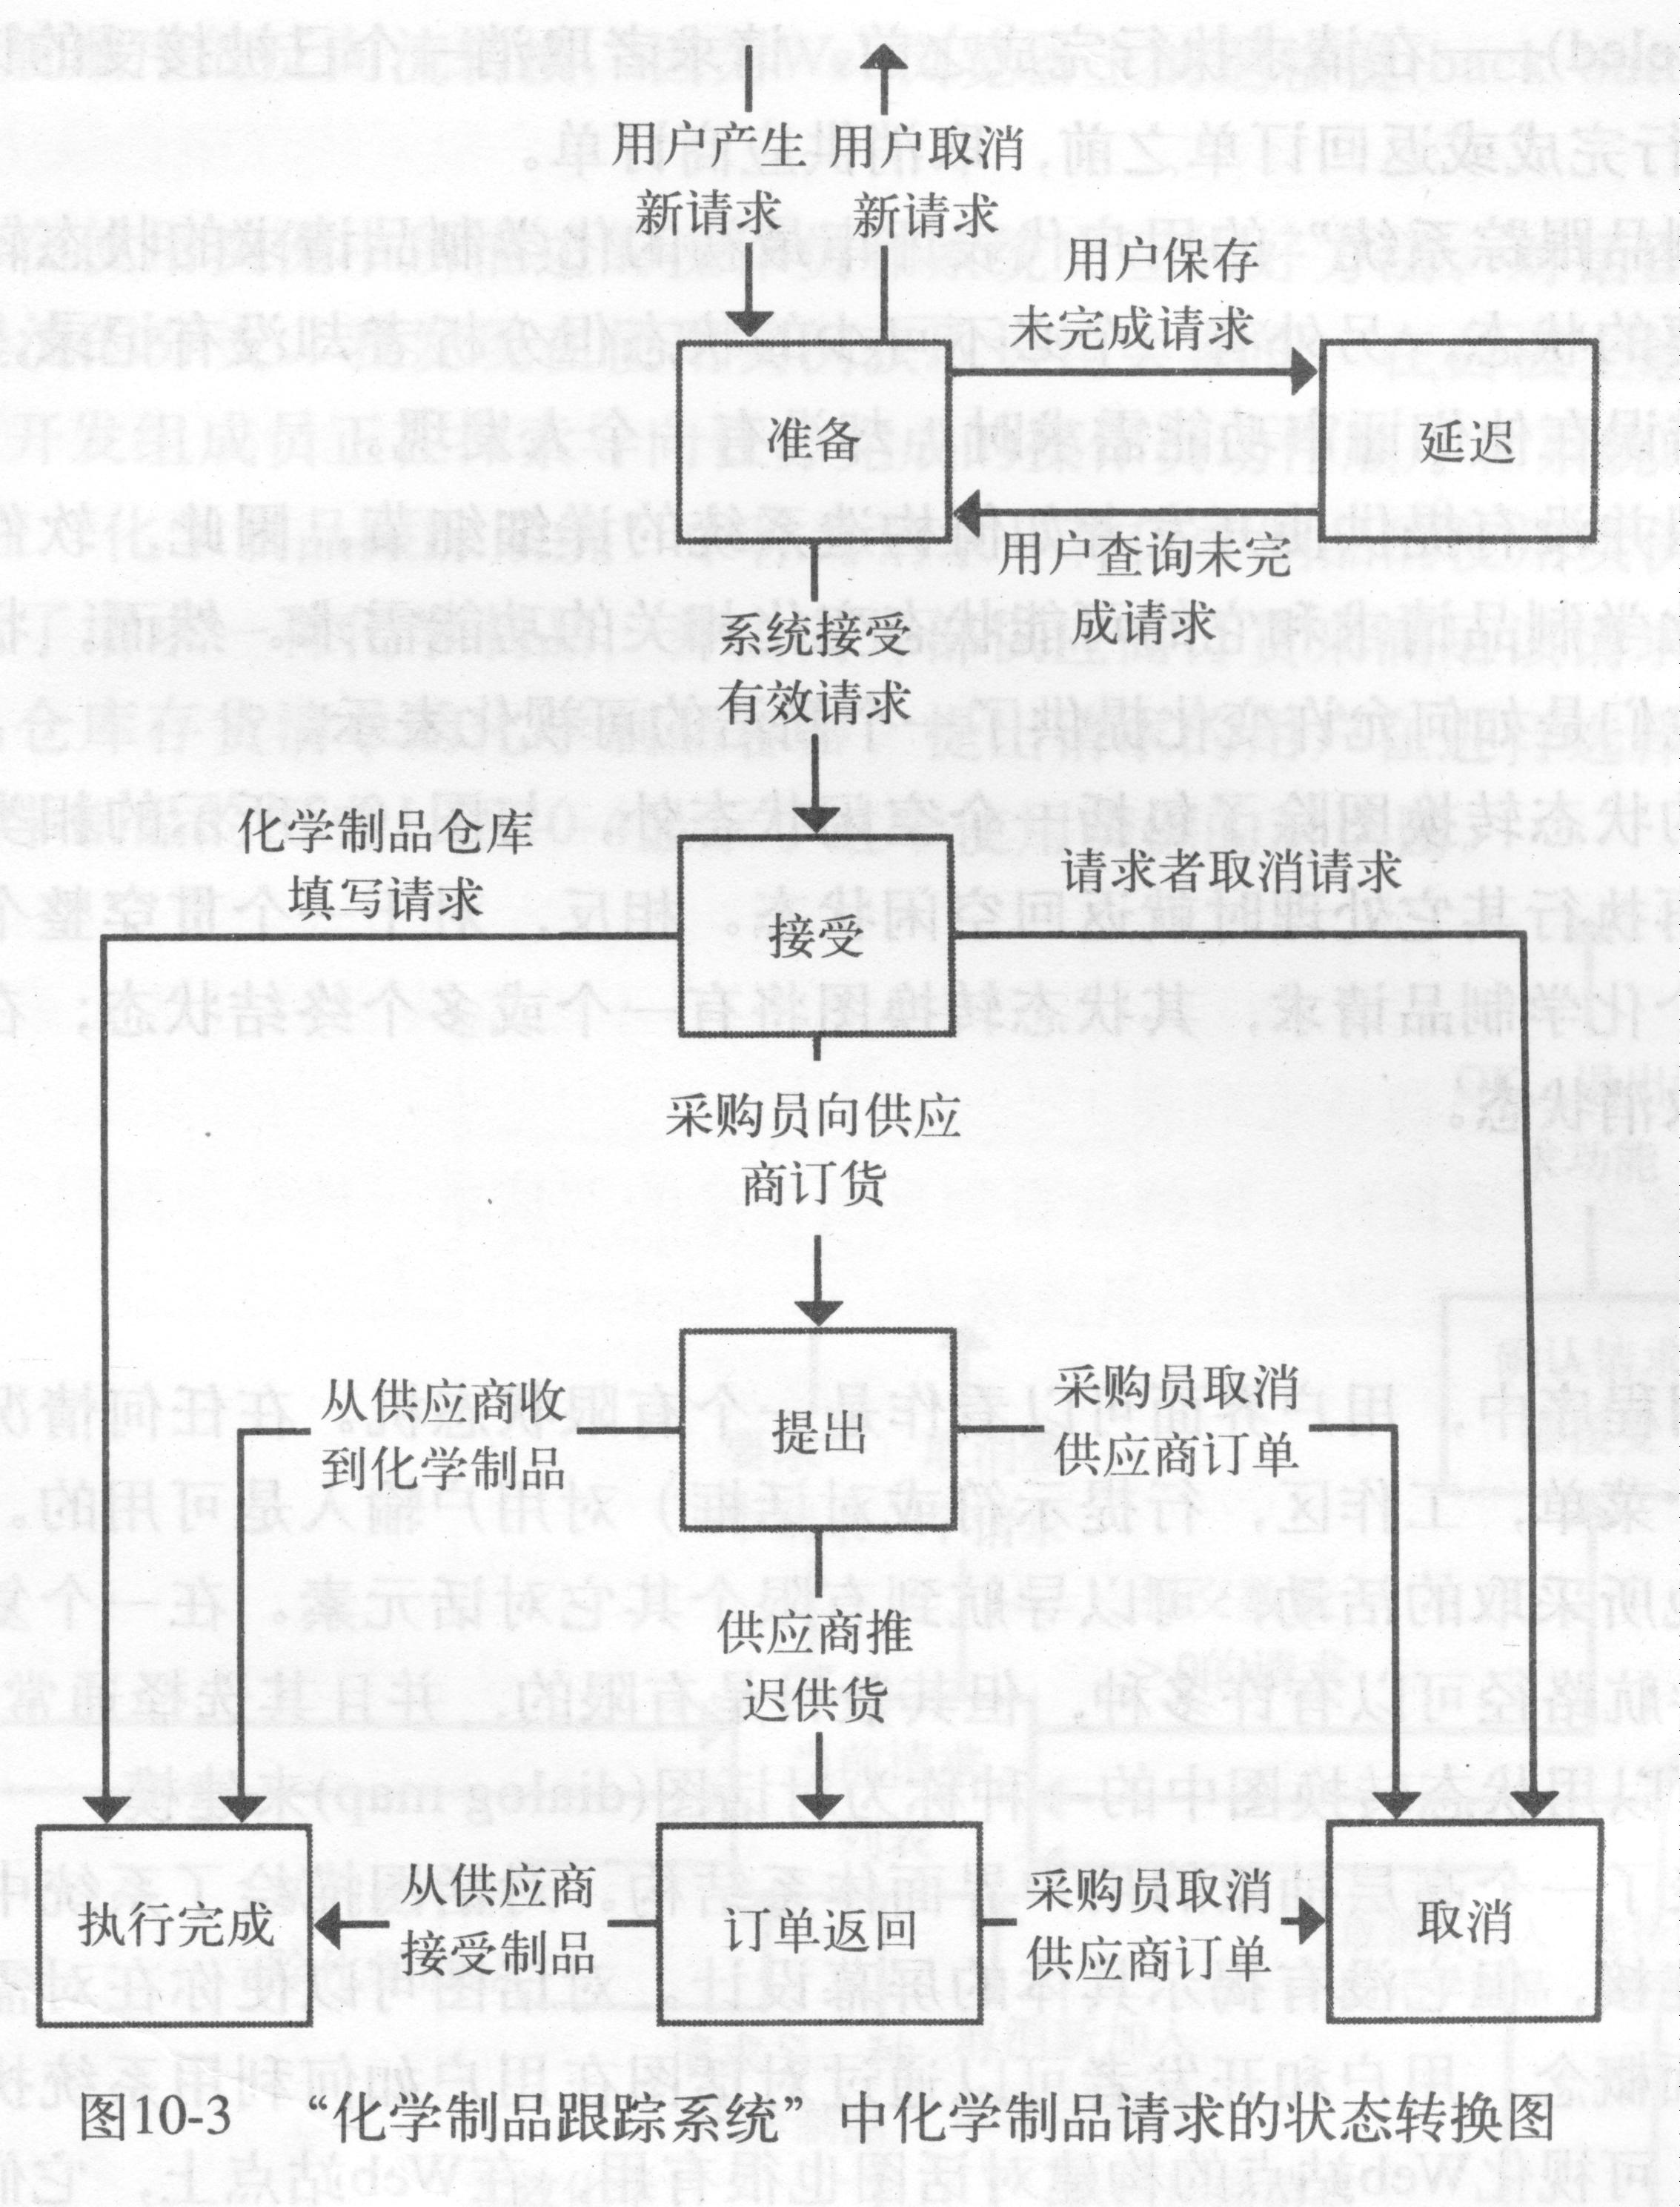 用户产生
新请求
用户取消
新请求
用户保存
未完成请求
准备
延迟
用户查询未完
成请求
系统接受
有效请求
化学制品仓库
填写请求
接受
请求者取消请求
采购员向供应
商订货
从供应商收
到化学制品
提出
采购员取消
供应商订单
供应商推
迟供货
执行完成
从供应商
接受制品
订单返回
采购员取消
供应商订单
取消
图10-3 “化学制品跟踪系统”中化学制品请求的状态转换图